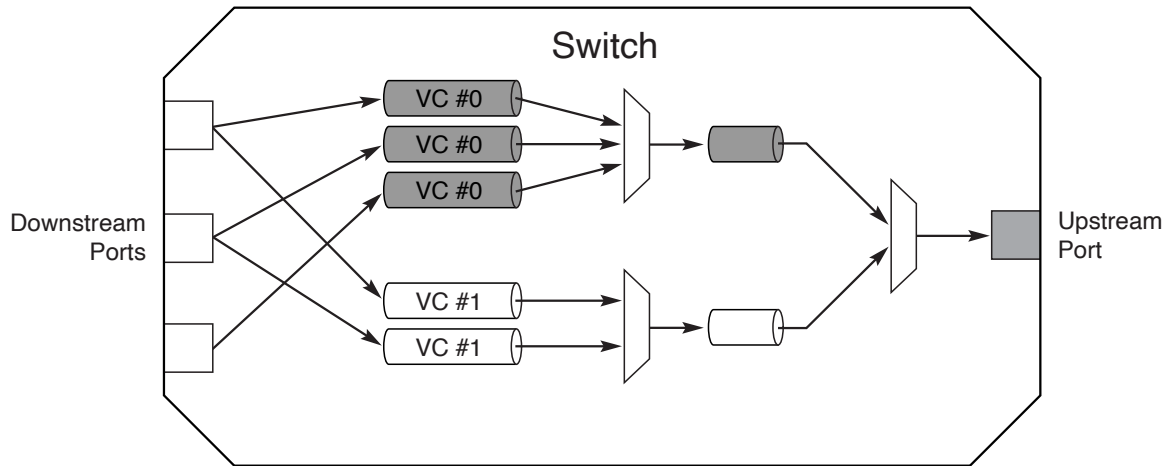 Switch
VC #0
VC #0
VC #0
Downstream
Ports
Upstream
Port
VC #1
VC #1